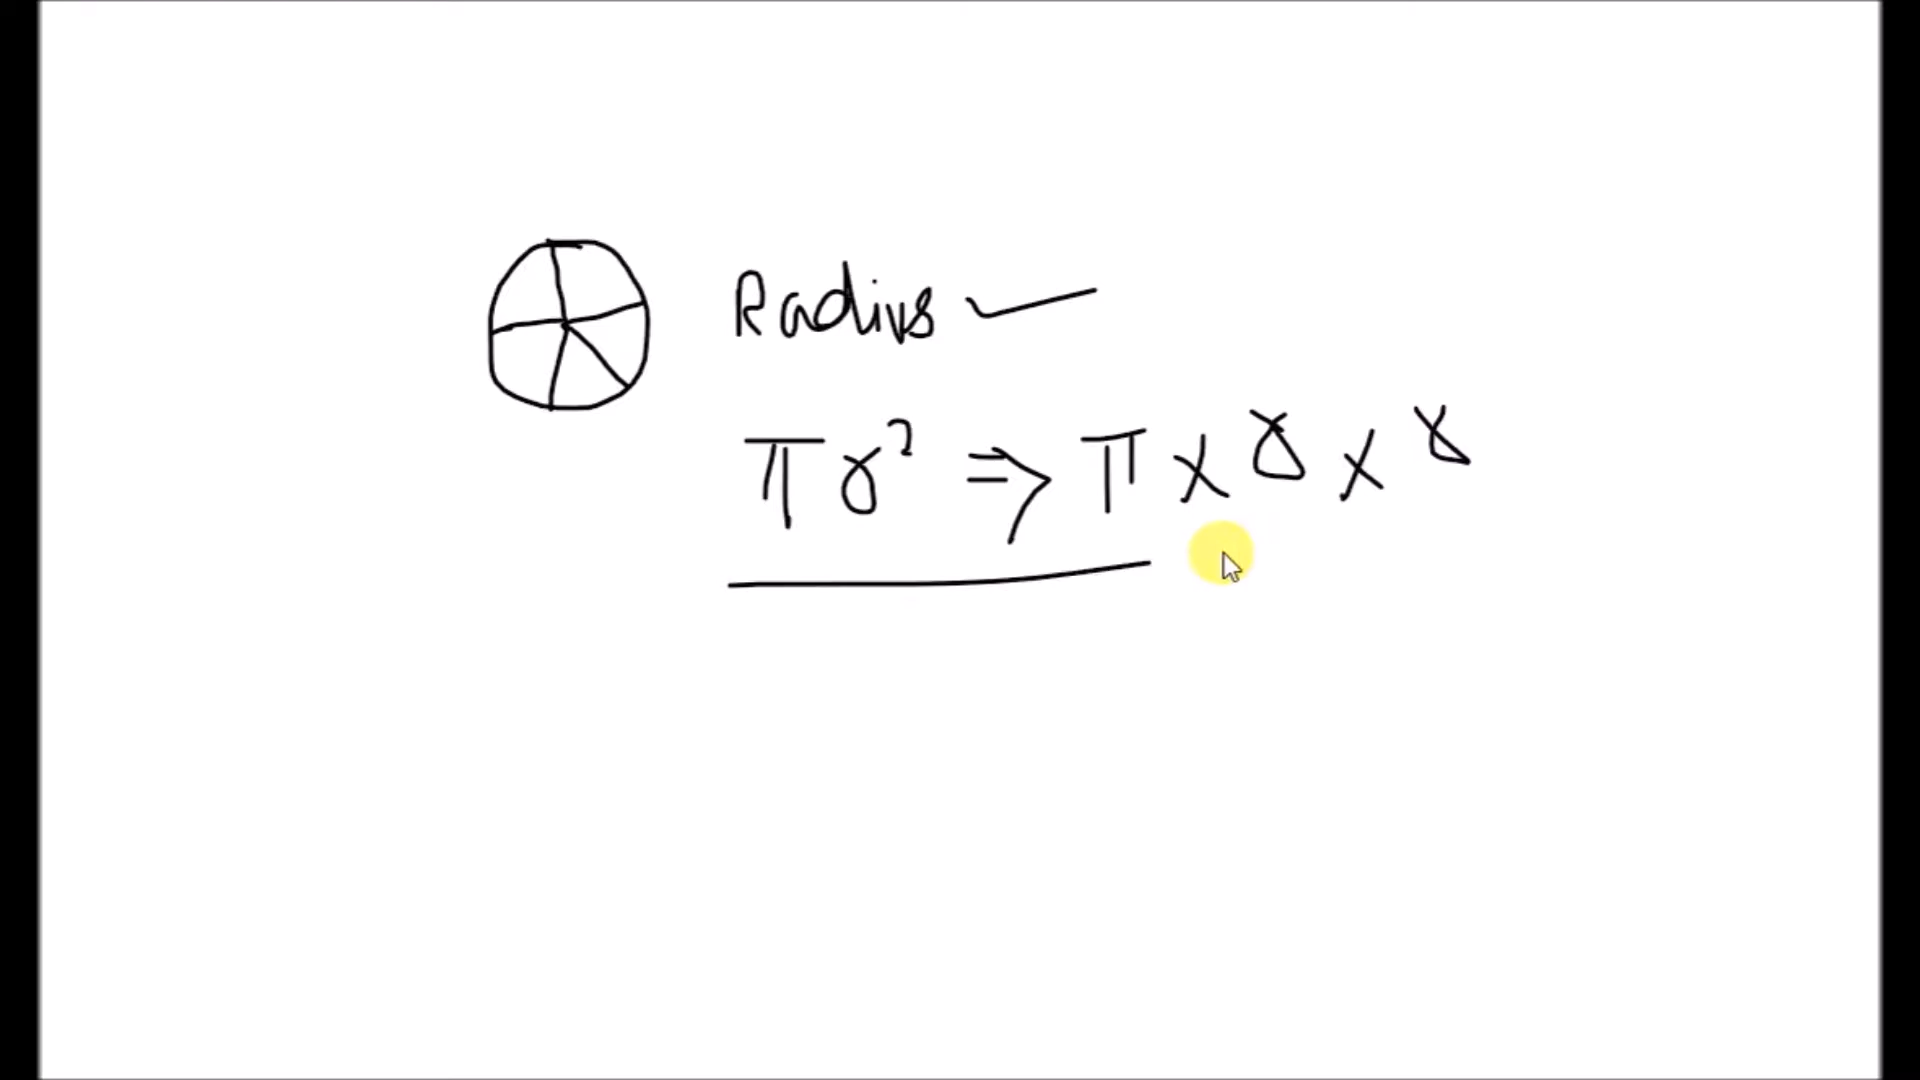 Radius
πr² ⇒ π × r × r